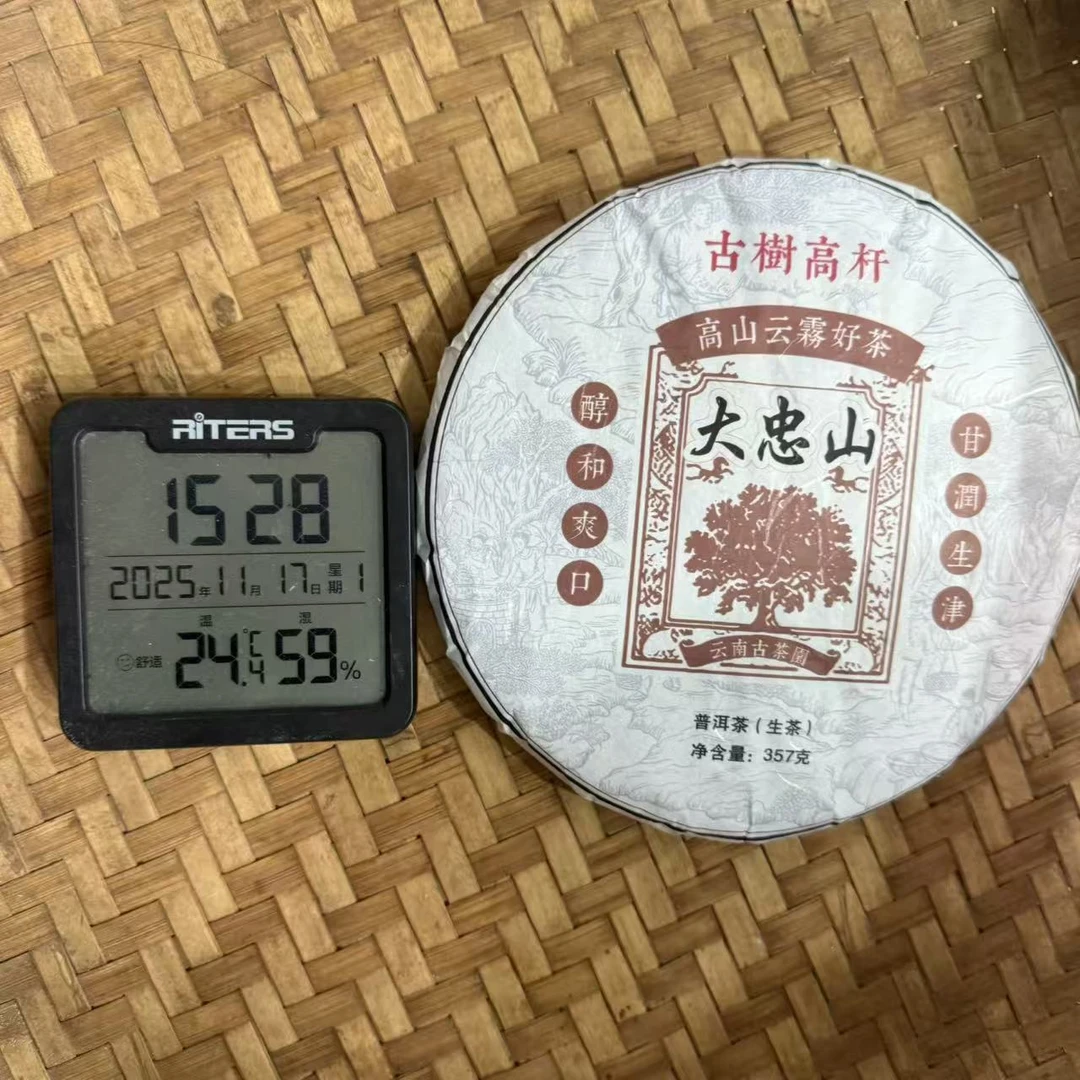 RiTERS
15 28
2025年11月17日 星期1
温 湿
舒适 24.4℃ 59%
古樹高杆
高山云霧好茶
大忠山
醇和爽口
甘潤生津
云南古茶園
普洱茶（生茶）
净含量：357克